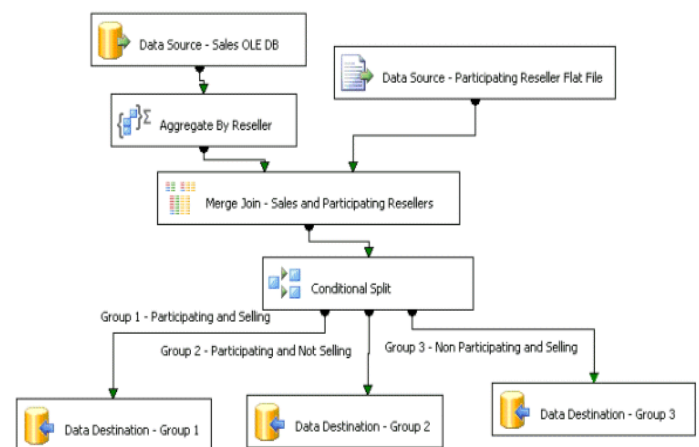 Data Source - Sales OLE DB
Data Source - Participating Reseller Flat File
Aggregate By Reseller
Merge Join - Sales and Participating Resellers
Conditional Split
Group 1 - Participating and Selling
Group 2 - Participating and Not Selling
Group 3 - Non Participating and Selling
Data Destination - Group 1
Data Destination - Group 2
Data Destination - Group 3